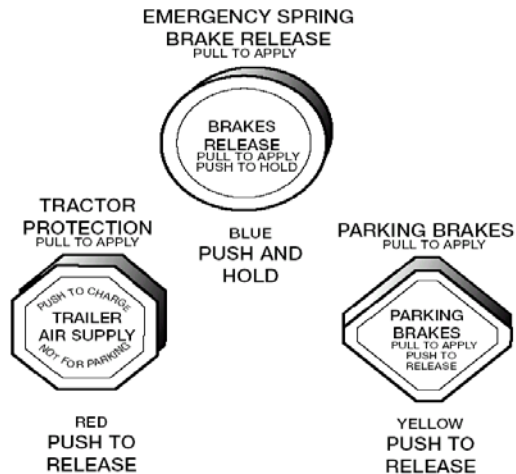 EMERGENCY SPRING
BRAKE RELEASE
PULL TO APPLY
BRAKES
RELEASE
PULL TO APPLY
PUSH TO HOLD
BLUE
PUSH AND
HOLD
TRACTOR
PROTECTION
PULL TO APPLY
PUSH TO CHARGE
TRAILER
AIR SUPPLY
NOT FOR PARKING
RED
PUSH TO
RELEASE
PARKING BRAKES
PULL TO APPLY
PARKING
BRAKES
PULL TO APPLY
PUSH TO
RELEASE
YELLOW
PUSH TO
RELEASE